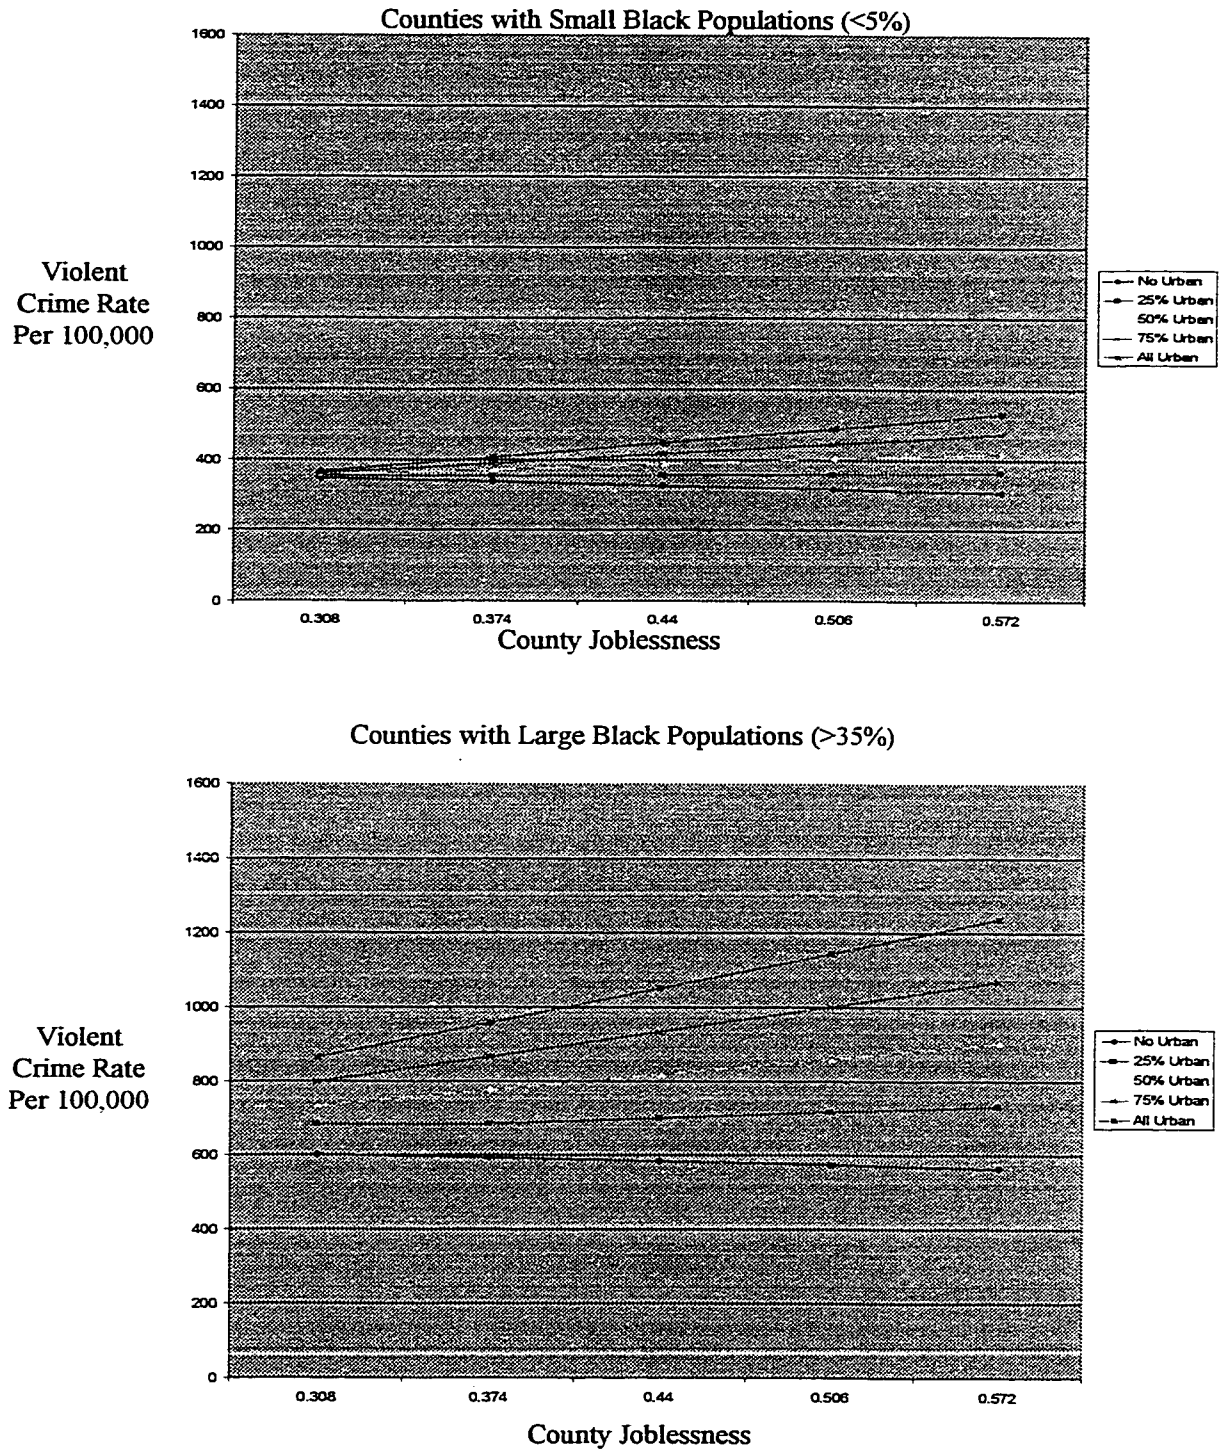 Counties with Small Black Populations (<5%)
1600
1400
1200
1000
800
600
400
200
0
Violent
Crime Rate
Per 100,000
No Urban
25% Urban
50% Urban
75% Urban
All Urban
0.308
0.374
0.44
0.506
0.572
County Joblessness
Counties with Large Black Populations (>35%)
1600
1400
1200
1000
800
600
400
200
0
Violent
Crime Rate
Per 100,000
No Urban
25% Urban
50% Urban
75% Urban
All Urban
0.308
0.374
0.44
0.506
0.572
County Joblessness